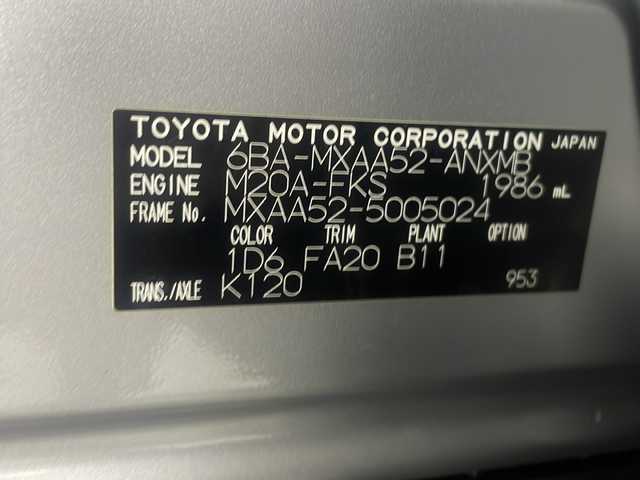 TOYOTA MOTOR CORPORATION JAPAN
MODEL 6BA-MXAA52-ANXMB
ENGINE M20A-FKS 1986 mL
FRAME No. MXAA52-5005024
COLOR TRIM PLANT OPTION
1D6 FA20 B11
TRANS./AXLE K120 953